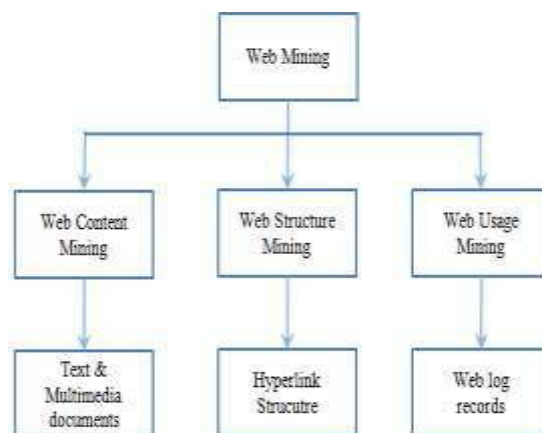 Web Mining
Web Content
Mining
Web Structure
Mining
Web Usage
Mining
Text &
Multimedia
documents
Hyperlink
Strucutre
Web log
records